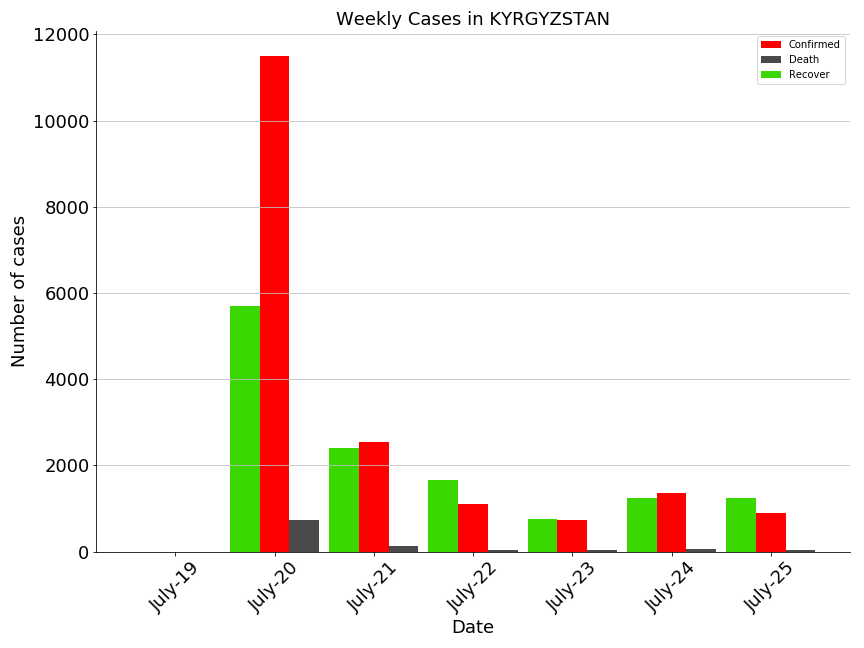 Weekly Cases in KYRGYZSTAN
12000
10000
8000
6000
4000
2000
0
Number of cases
Confirmed
Death
Recover
July-19
July-20
July-21
July-22
July-23
July-24
July-25
Date